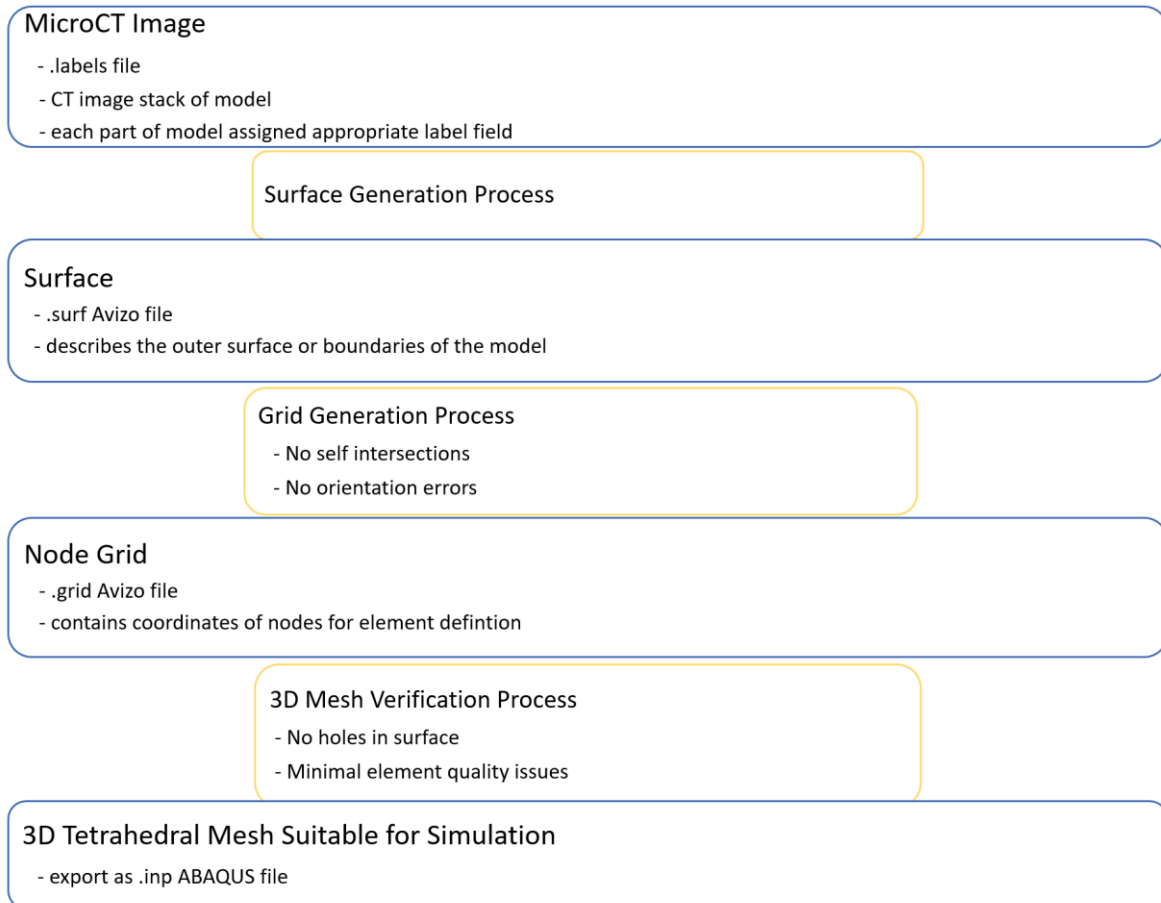 MicroCT Image
- .labels file
- CT image stack of model
- each part of model assigned appropriate label field
Surface Generation Process
Surface
- .surf Avizo file
- describes the outer surface or boundaries of the model
Grid Generation Process
- No self intersections
- No orientation errors
Node Grid
- .grid Avizo file
- contains coordinates of nodes for element defintion
3D Mesh Verification Process
- No holes in surface
- Minimal element quality issues
3D Tetrahedral Mesh Suitable for Simulation
- export as .inp ABAQUS file